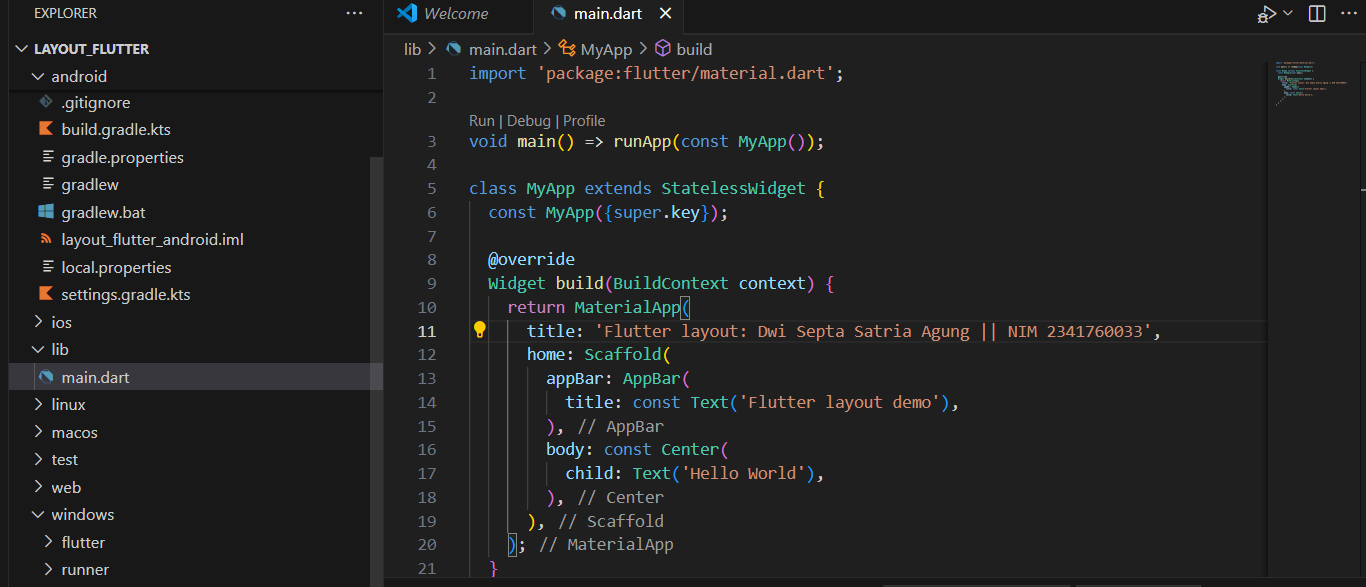 EXPLORER
LAYOUT_FLUTTER
android
.gitignore
build.gradle.kts
gradle.properties
gradlew
gradlew.bat
layout_flutter_android.iml
local.properties
settings.gradle.kts
ios
lib
main.dart
linux
macos
test
web
windows
flutter
runner
Welcome
main.dart
lib > main.dart > MyApp > build
1 import 'package:flutter/material.dart';
2
Run | Debug | Profile
3 void main() => runApp(const MyApp());
4
5 class MyApp extends StatelessWidget {
6 const MyApp({super.key});
7
8 @override
9 Widget build(BuildContext context) {
10 return MaterialApp(
11 title: 'Flutter layout: Dwi Septa Satria Agung || NIM 2341760033',
12 home: Scaffold(
13 appBar: AppBar(
14 title: const Text('Flutter layout demo'),
15 ), // AppBar
16 body: const Center(
17 child: Text('Hello World'),
18 ), // Center
19 ), // Scaffold
20 ); // MaterialApp
21 }